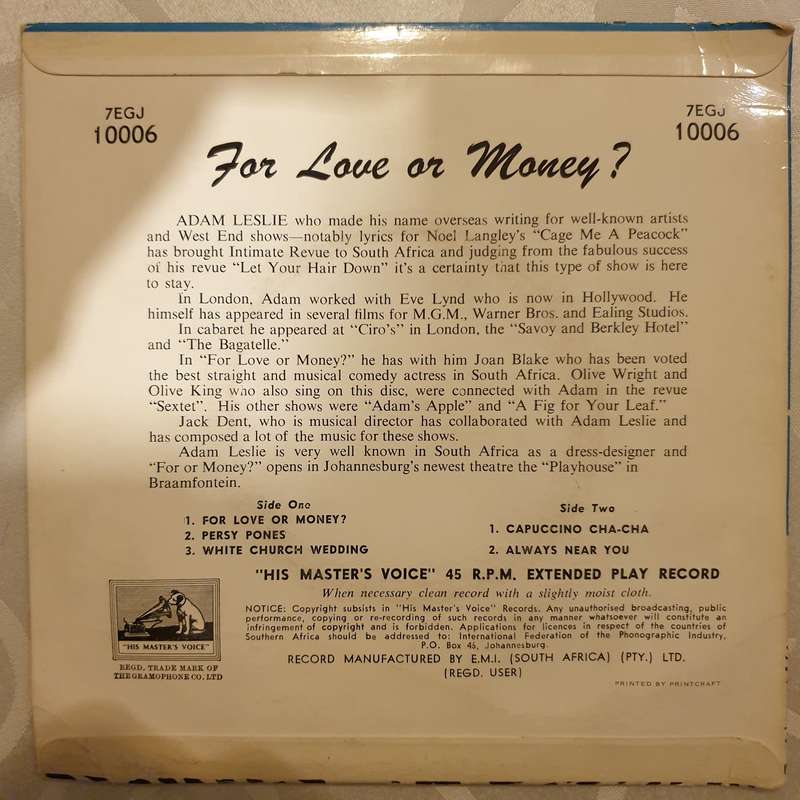 7EGJ
10006
7EGJ
10006
For Love or Money?
ADAM LESLIE who made his name overseas writing for well-known artists
and West End shows—notably lyrics for Noel Langley's "Cage Me A Peacock"
has brought Intimate Revue to South Africa and judging from the fabulous success
of his revue "Let Your Hair Down" it's a certainty that this type of show is here
to stay.
In London, Adam worked with Eve Lynd who is now in Hollywood. He
himself has appeared in several films for M.G.M., Warner Bros. and Ealing Studios.
In cabaret he appeared at "Ciro's" in London, the "Savoy and Berkley Hotel"
and "The Bagatelle."
In "For Love or Money?" he has with him Joan Blake who has been voted
the best straight and musical comedy actress in South Africa. Olive Wright and
Olive King who also sing on this disc, were connected with Adam in the revue
"Sextet". His other shows were "Adam's Apple" and "A Fig for Your Leaf."
Jack Dent, who is musical director has collaborated with Adam Leslie and
has composed a lot of the music for these shows.
Adam Leslie is very well known in South Africa as a dress-designer and
"For or Money?" opens in Johannesburg's newest theatre the "Playhouse" in
Braamfontein.
Side One
1. FOR LOVE OR MONEY?
2. PERSY PONES
3. WHITE CHURCH WEDDING
Side Two
1. CAPUCCINO CHA-CHA
2. ALWAYS NEAR YOU
"HIS MASTER'S VOICE" 45 R.P.M. EXTENDED PLAY RECORD
When necessary clean record with a slightly moist cloth.
NOTICE: Copyright subsists in "His Master's Voice" Records. Any unauthorised broadcasting, public
performance, copying or re-recording of such records in any manner whatsoever will constitute an
infringement of copyright and is forbidden. Applications for licences in respect of the countries of
Southern Africa should be addressed to: International Federation of the Phonographic Industry,
P.O. Box 46, Johannesburg.
RECORD MANUFACTURED BY E.M.I. (SOUTH AFRICA) (PTY.) LTD.
(REGD. USER)
PRINTED BY PRINTCRAFT
"HIS MASTER'S VOICE"
REGD. TRADE MARK OF
THE GRAMOPHONE CO. LTD